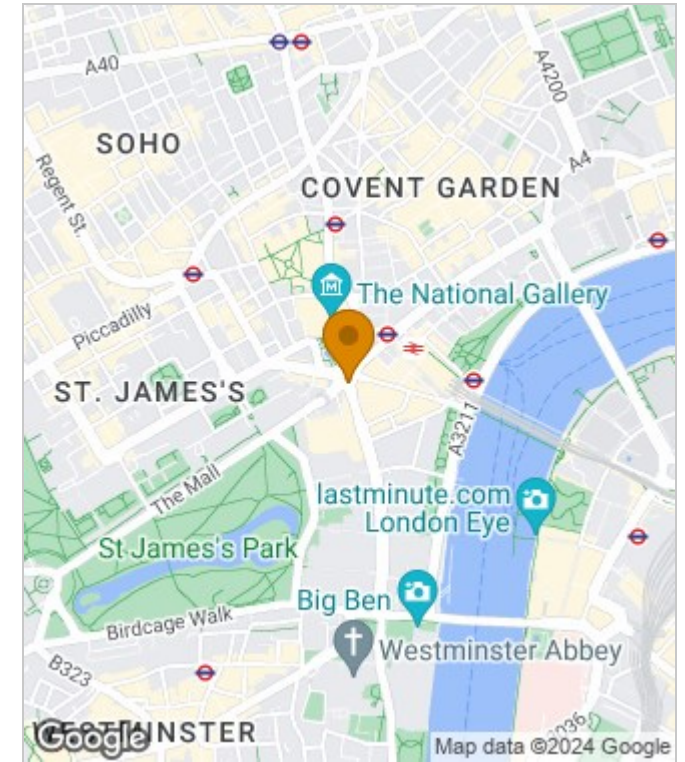 A40
A4200
SOHO
A4
Regent St.
COVENT GARDEN
The National Gallery
Piccadilly
ST. JAMES'S
A3211
The Mall
lastminute.com
London Eye
St James's Park
Big Ben
Birdcage Walk
Westminster Abbey
B323
WESTMINSTER
Google
Map data ©2024 Google